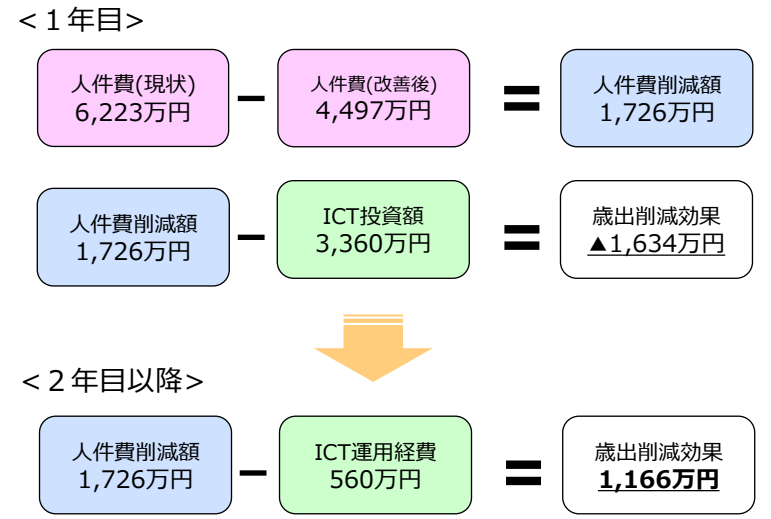 <１年目>
人件費(現状)
6,223万円
ー
人件費(改善後)
4,497万円
＝
人件費削減額
1,726万円
人件費削減額
1,726万円
ー
ICT投資額
3,360万円
＝
歳出削減効果
▲1,634万円
<２年目以降>
人件費削減額
1,726万円
ー
ICT運用経費
560万円
＝
歳出削減効果
1,166万円